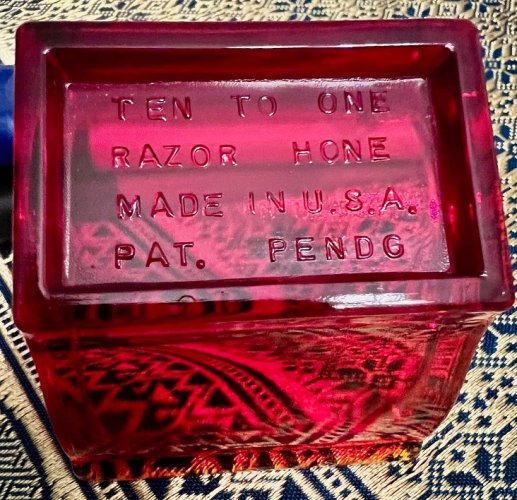 TEN TO ONE
RAZOR HONE
MADE IN U.S.A.
PAT. PENDG